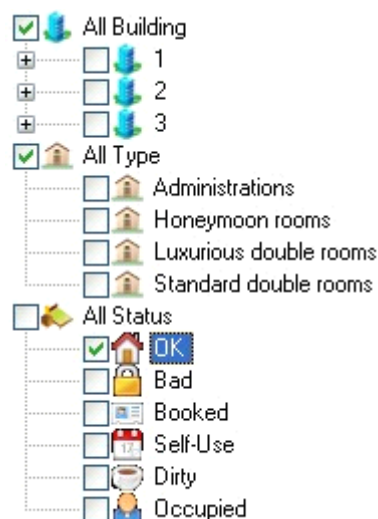 All Building
1
2
3
All Type
Administrations
Honeymoon rooms
Luxurious double rooms
Standard double rooms
All Status
OK
Bad
Booked
Self-Use
Dirty
Occupied